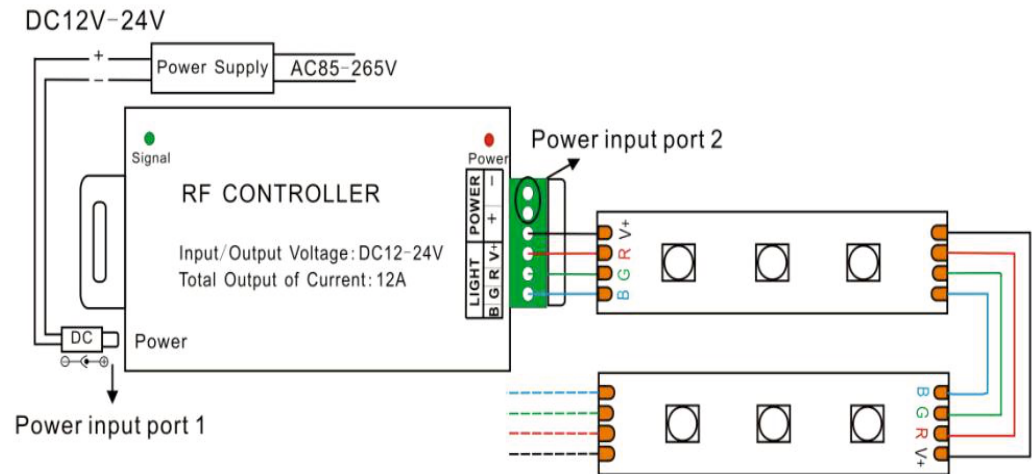 DC12V-24V
+
−
Power Supply
AC85-265V
Signal
Power
Power input port 2
RF CONTROLLER
Input/Output Voltage:DC12-24V
Total Output of Current:12A
POWER
−
+
LIGHT
V+
R
G
B
V+
R
G
B
DC
Power
− +
Power input port 1
B
G
R
V+